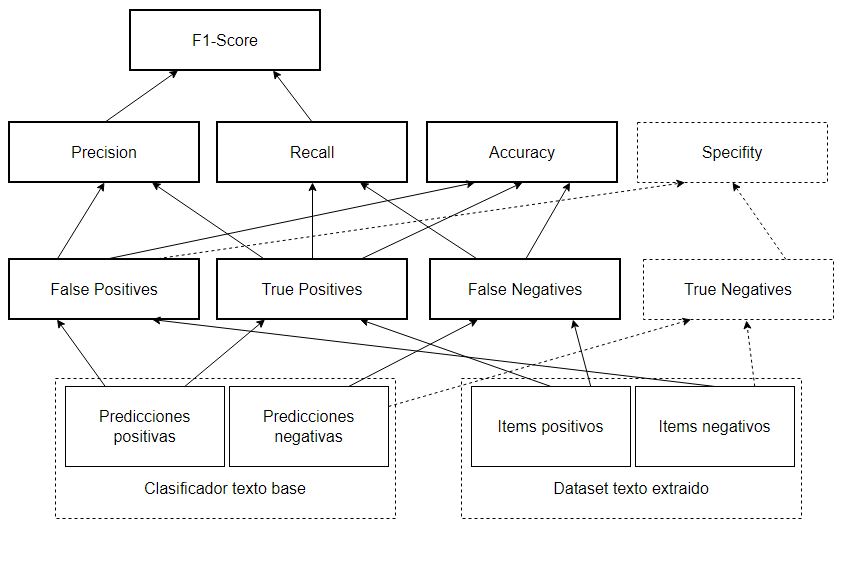 F1-Score
Precision
Recall
Accuracy
Specifity
False Positives
True Positives
False Negatives
True Negatives
Predicciones
positivas
Predicciones
negativas
Items positivos
Items negativos
Clasificador texto base
Dataset texto extraido